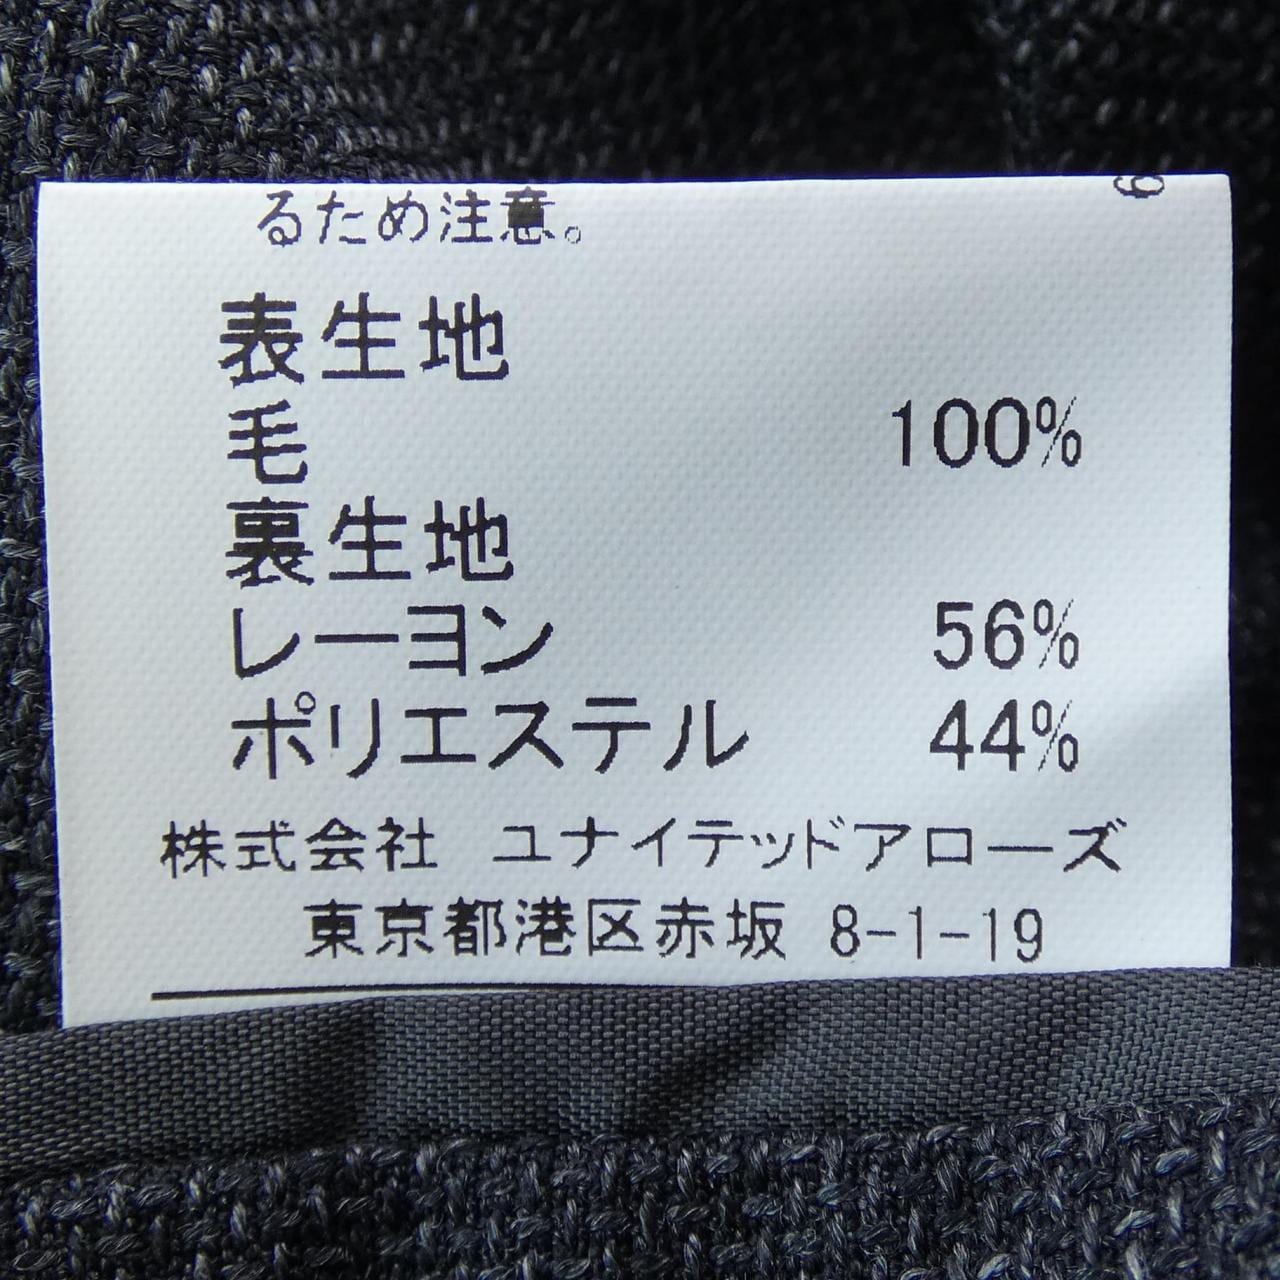 るため注意。
表生地
毛 100%
裏生地
レーヨン 56%
ポリエステル 44%
株式会社 ユナイテッドアローズ
東京都港区赤坂 8-1-19